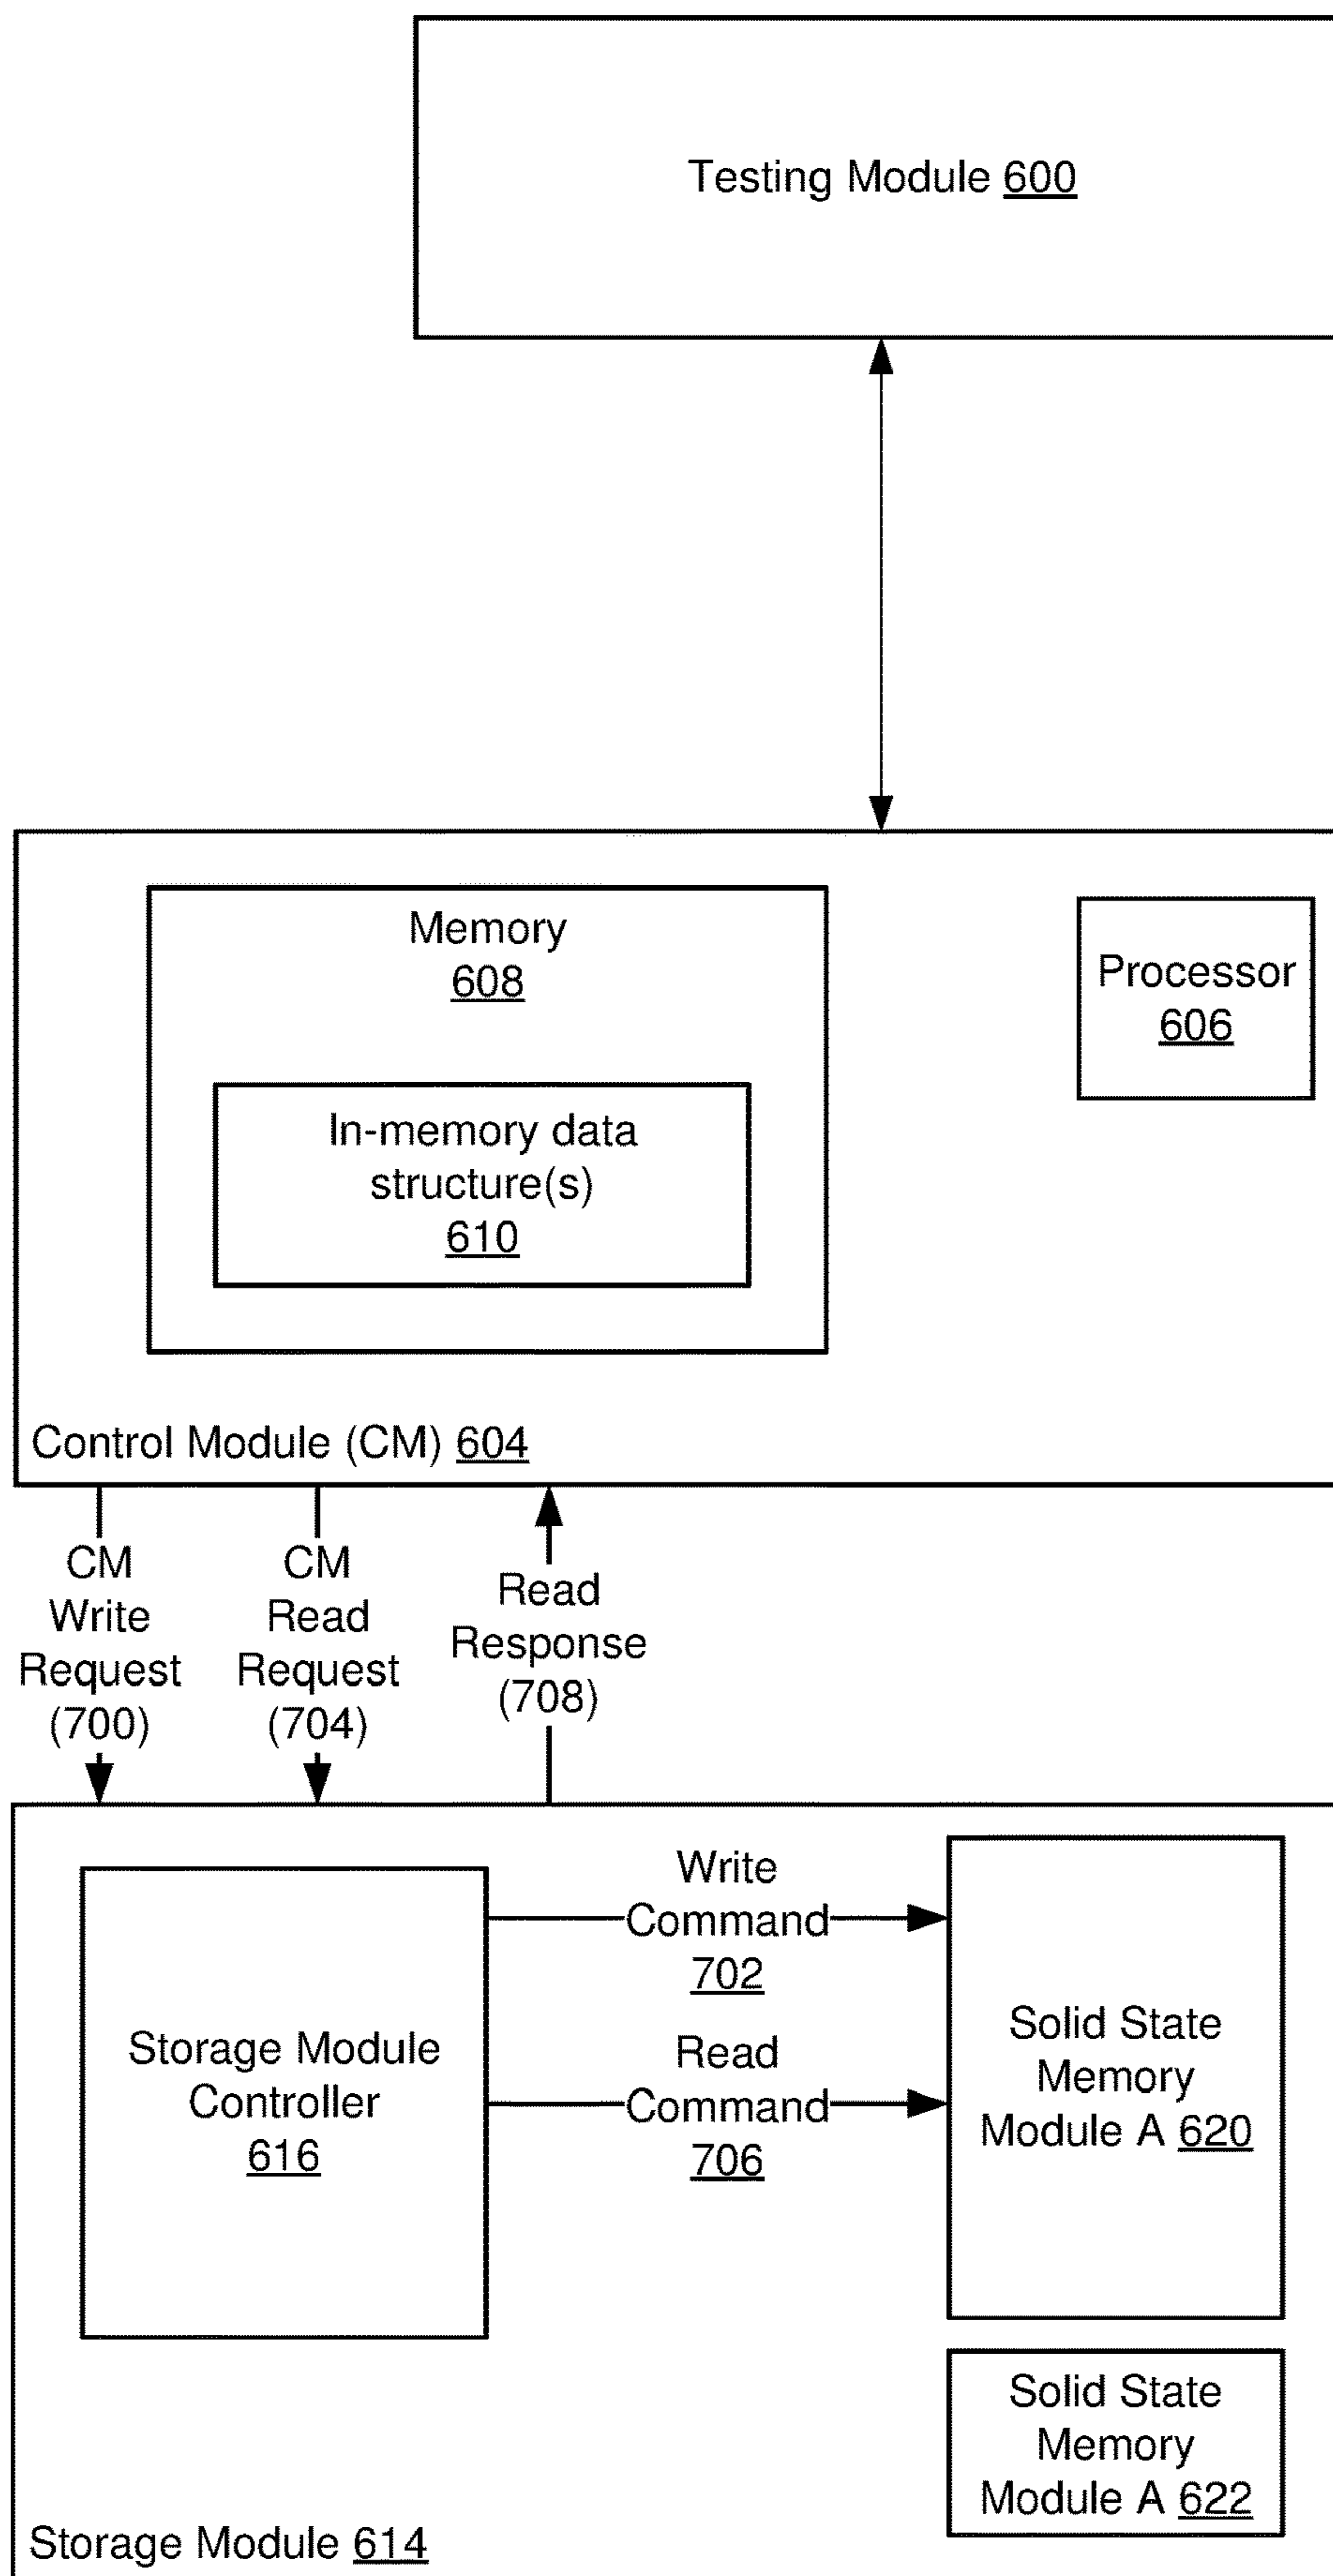 Testing Module 600
Memory
608
Processor
606
In-memory data
structure(s)
610
Control Module (CM) 604
CM
Write
Request
(700)
CM
Read
Request
(704)
Read
Response
(708)
Write
Command
702
Read
Command
706
Storage Module
Controller
616
Solid State
Memory
Module A 620
Solid State
Memory
Module A 622
Storage Module 614